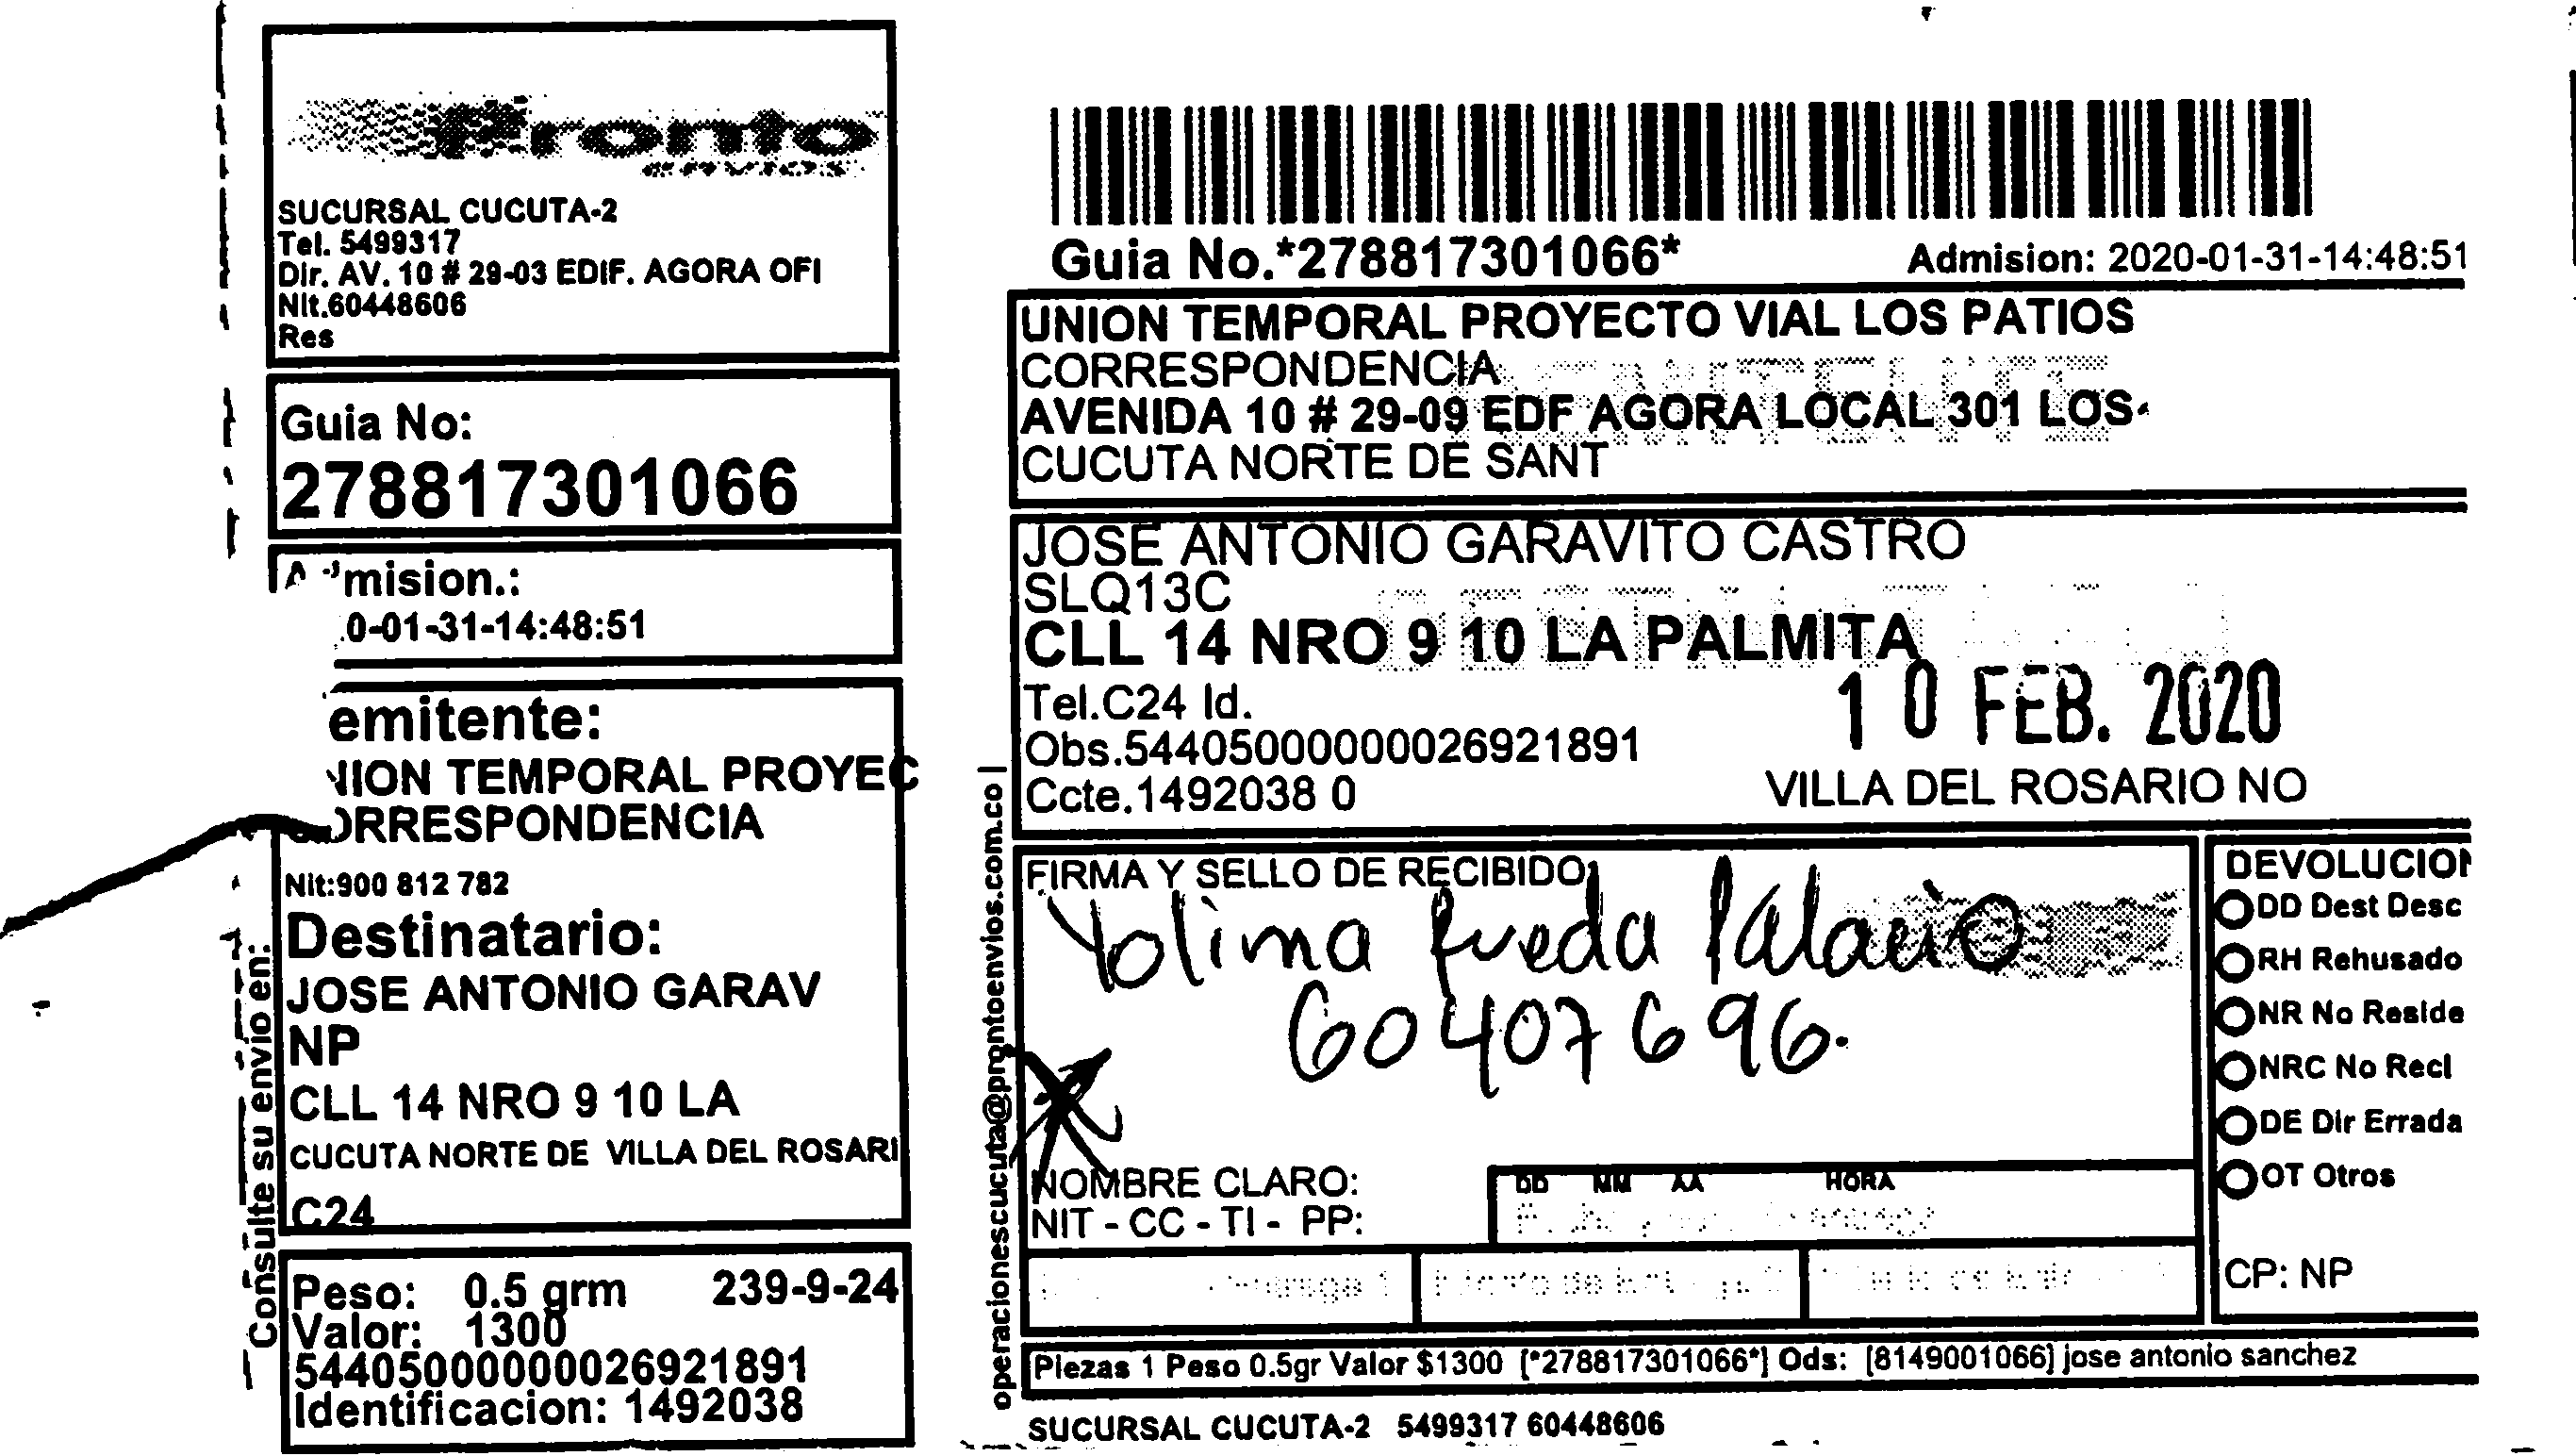 Pronto
envios
SUCURSAL CUCUTA-2
Tel. 5499317
Dir. AV. 10 # 29-03 EDIF. AGORA OFI
Nit.60448606
Res
Guia No:
278817301066
mision.:
0-01-31-14:48:51
emitente:
NION TEMPORAL PROYEC
ORRESPONDENCIA
Nit:900 812 782
Destinatario:
JOSE ANTONIO GARAV
NP
CLL 14 NRO 9 10 LA
CUCUTA NORTE DE VILLA DEL ROSARI
C24
Peso: 0.5 grm 239-9-24
Valor: 1300
544050000000026921891
Identificacion: 1492038
Consulte su envio en:
operacionescucuta@prontoenvios.com.co
Guia No.*278817301066* Admision: 2020-01-31-14:48:51
UNION TEMPORAL PROYECTO VIAL LOS PATIOS
CORRESPONDENCIA
AVENIDA 10 # 29-09 EDF AGORA LOCAL 301 LOS
CUCUTA NORTE DE SANT
JOSE ANTONIO GARAVITO CASTRO
SLQ13C
CLL 14 NRO 9 10 LA PALMITA
10 FEB. 2020
Tel.C24 Id.
Obs.544050000000026921891
Ccte.1492038 0 VILLA DEL ROSARIO NO
FIRMA Y SELLO DE RECIBIDO
Yolima Rueda Palacio
60407696.
NOMBRE CLARO:
NIT - CC - TI - PP:
DD MM AA HORA
DEVOLUCION
DD Dest Desc
RH Rehusado
NR No Reside
NRC No Recl
DE Dir Errada
OT Otros
CP: NP
Piezas 1 Peso 0.5gr Valor $1300 [*278817301066*] Ods: [8149001066] jose antonio sanchez
SUCURSAL CUCUTA-2 5499317 60448606